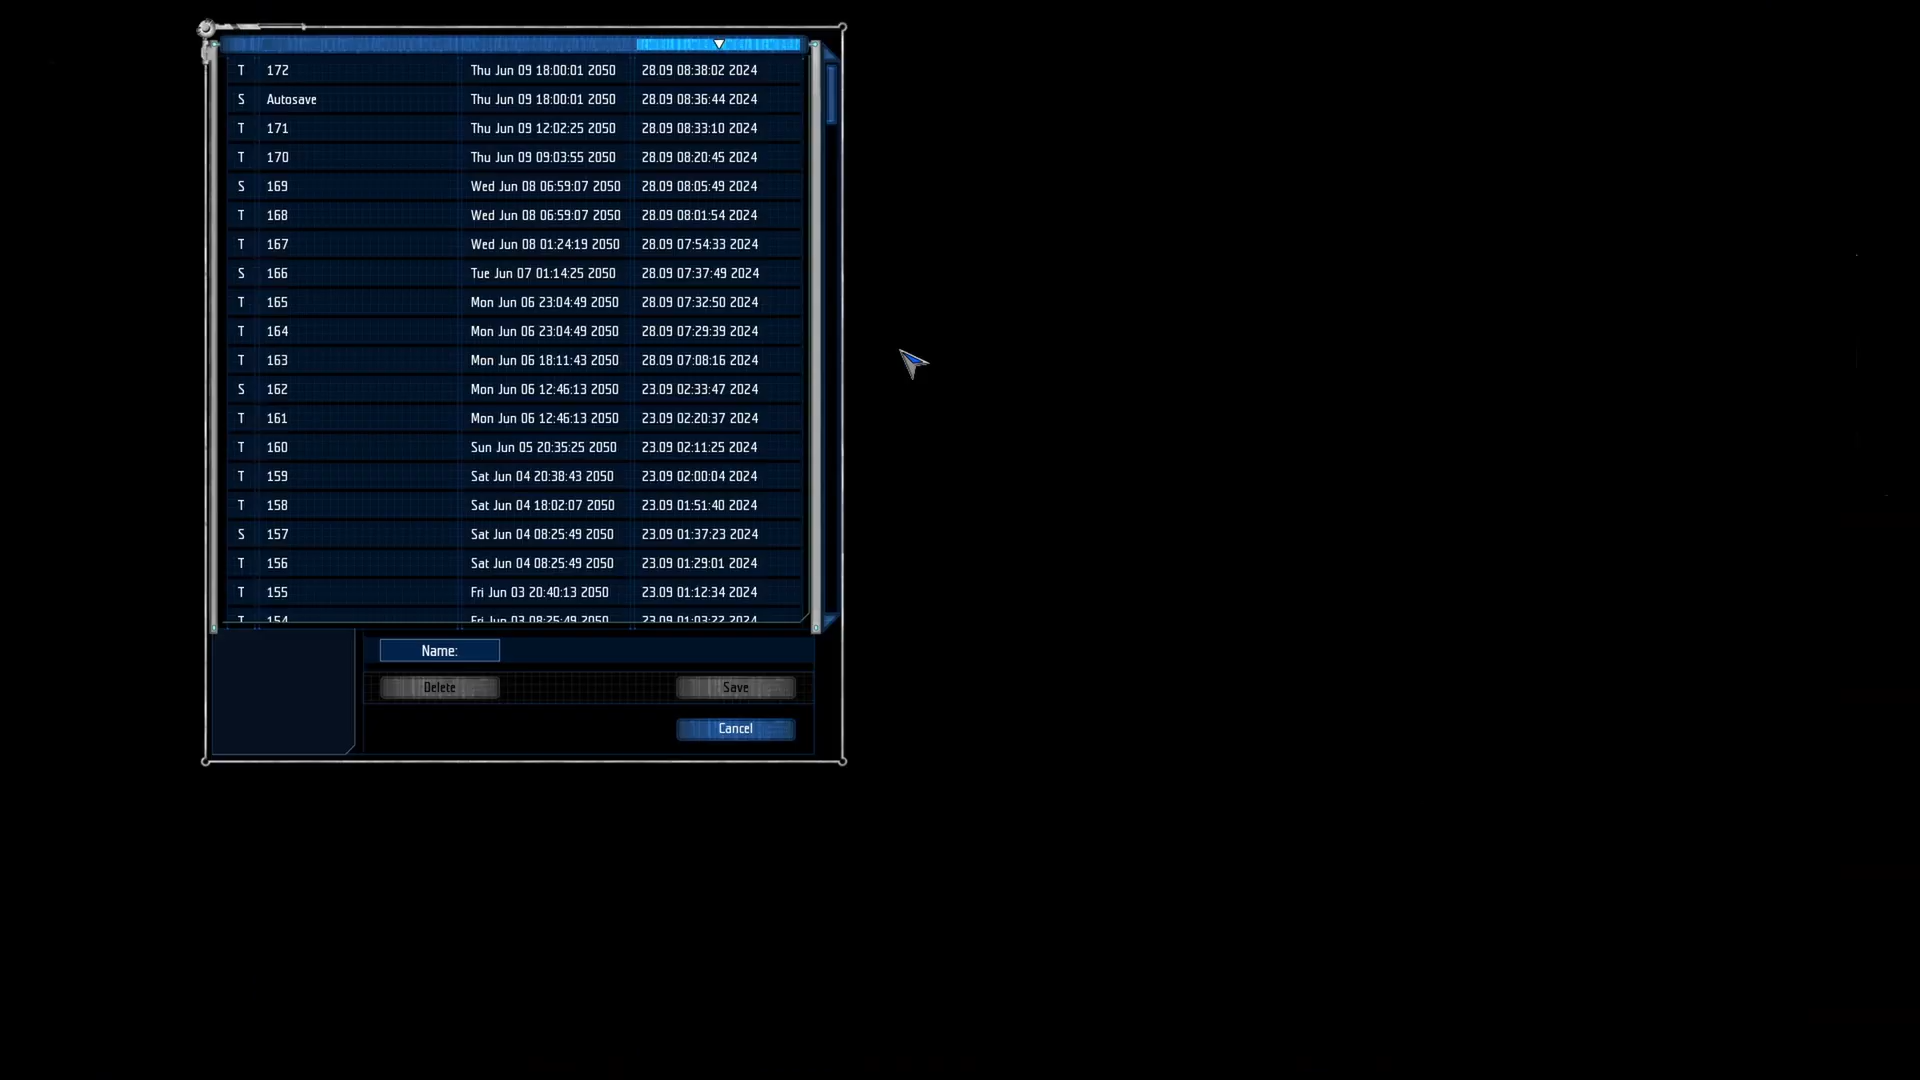 T 172 Thu Jun 09 18:00:01 2050 28.09 08:38:02 2024
S Autosave Thu Jun 09 18:00:01 2050 28.09 08:36:44 2024
T 171 Thu Jun 09 12:02:25 2050 28.09 08:33:10 2024
T 170 Thu Jun 09 09:03:55 2050 28.09 08:20:45 2024
S 169 Wed Jun 08 06:59:07 2050 28.09 08:05:49 2024
T 168 Wed Jun 08 06:59:07 2050 28.09 08:01:54 2024
T 167 Wed Jun 08 01:24:19 2050 28.09 07:54:33 2024
S 166 Tue Jun 07 01:14:25 2050 28.09 07:37:49 2024
T 165 Mon Jun 06 23:04:49 2050 28.09 07:32:50 2024
T 164 Mon Jun 06 23:04:49 2050 28.09 07:29:39 2024
T 163 Mon Jun 06 18:11:43 2050 28.09 07:08:16 2024
S 162 Mon Jun 06 12:46:13 2050 23.09 02:33:47 2024
T 161 Mon Jun 06 12:46:13 2050 23.09 02:20:37 2024
T 160 Sun Jun 05 20:35:25 2050 23.09 02:11:25 2024
T 159 Sat Jun 04 20:38:43 2050 23.09 02:00:04 2024
T 158 Sat Jun 04 18:02:07 2050 23.09 01:51:40 2024
S 157 Sat Jun 04 08:25:49 2050 23.09 01:37:23 2024
T 156 Sat Jun 04 08:25:49 2050 23.09 01:29:01 2024
T 155 Fri Jun 03 20:40:13 2050 23.09 01:12:34 2024
T 154 Fri Jun 03 08:25:49 2050 23.09 01:03:22 2024
Name:
Delete Save
Cancel